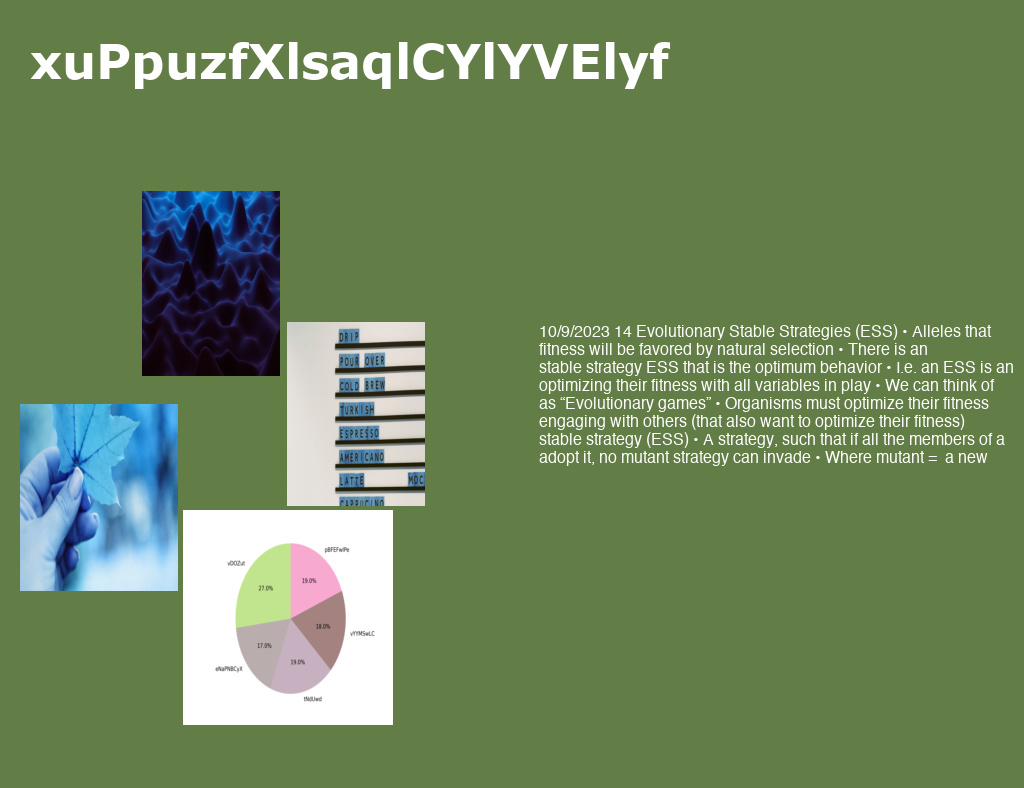 xuPpuzfXlsaqlCYlYVElyf
DRIP
POUR OVER
COLD BREW
TURKISH
ESPRESSO
AMERICANO
LATTE MOC
CAPPUCINO
10/9/2023 14 Evolutionary Stable Strategies (ESS) • Alleles that
fitness will be favored by natural selection • There is an
stable strategy ESS that is the optimum behavior • I.e. an ESS is an
optimizing their fitness with all variables in play • We can think of
as “Evolutionary games” • Organisms must optimize their fitness
engaging with others (that also want to optimize their fitness)
stable strategy (ESS) • A strategy, such that if all the members of a
adopt it, no mutant strategy can invade • Where mutant = a new
pBFEFwiPe
vDOZut
27.0%
19.0%
18.0%
vYYMSwLC
17.0%
19.0%
eNaPNBCyX
tNdUwd